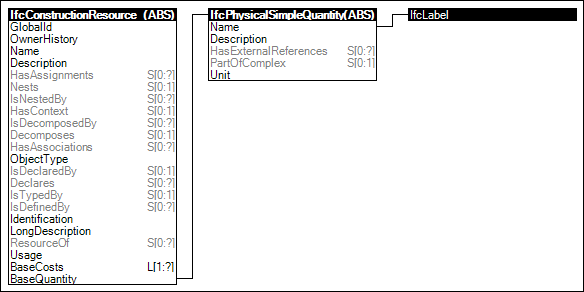 IfcConstructionResource (ABS)
GlobalId
OwnerHistory
Name
Description
HasAssignments S[0:?]
Nests S[0:1]
IsNestedBy S[0:?]
HasContext S[0:1]
IsDecomposedBy S[0:?]
Decomposes S[0:1]
HasAssociations S[0:?]
ObjectType
IsDeclaredBy S[0:1]
Declares S[0:?]
IsTypedBy S[0:1]
IsDefinedBy S[0:?]
Identification
LongDescription
ResourceOf S[0:?]
Usage
BaseCosts L[1:?]
BaseQuantity
IfcPhysicalSimpleQuantity(ABS)
Name
Description
HasExternalReferences S[0:?]
PartOfComplex S[0:1]
Unit
IfcLabel